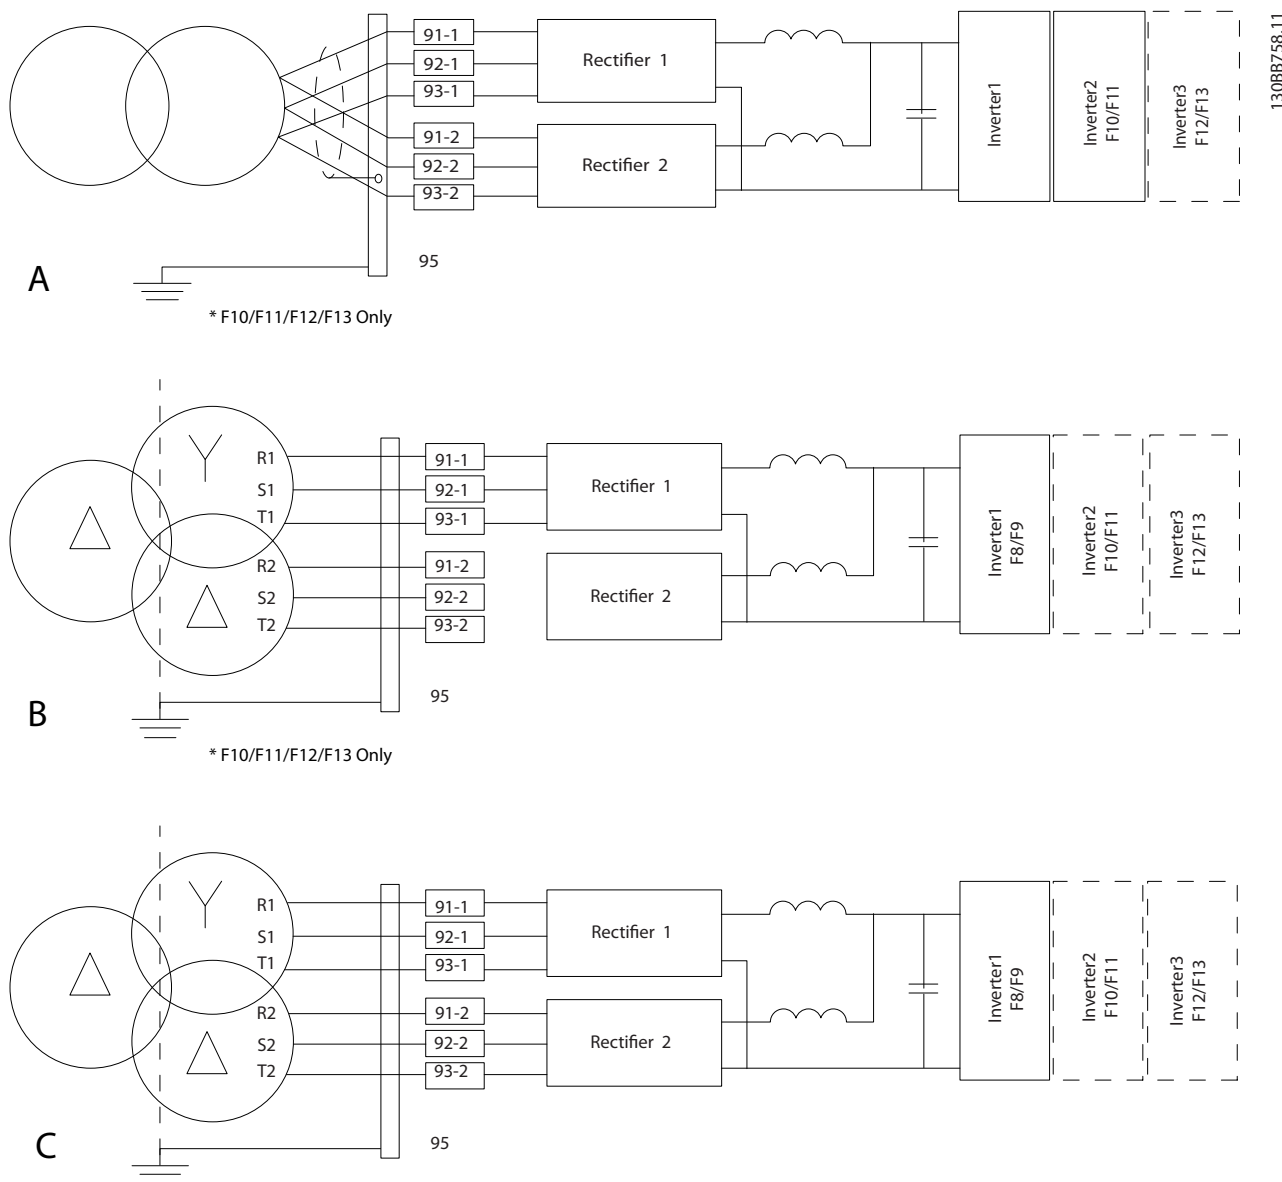 130BB758.11
91-1
92-1
93-1
91-2
92-2
93-2
Rectifier 1
Rectifier 2
Inverter1
Inverter2
F10/F11
Inverter3
F12/F13
95
A
* F10/F11/F12/F13 Only
R1
S1
T1
R2
S2
T2
91-1
92-1
93-1
91-2
92-2
93-2
Rectifier 1
Rectifier 2
Inverter1
F8/F9
Inverter2
F10/F11
Inverter3
F12/F13
95
B
* F10/F11/F12/F13 Only
R1
S1
T1
R2
S2
T2
91-1
92-1
93-1
91-2
92-2
93-2
Rectifier 1
Rectifier 2
Inverter1
F8/F9
Inverter2
F10/F11
Inverter3
F12/F13
95
C